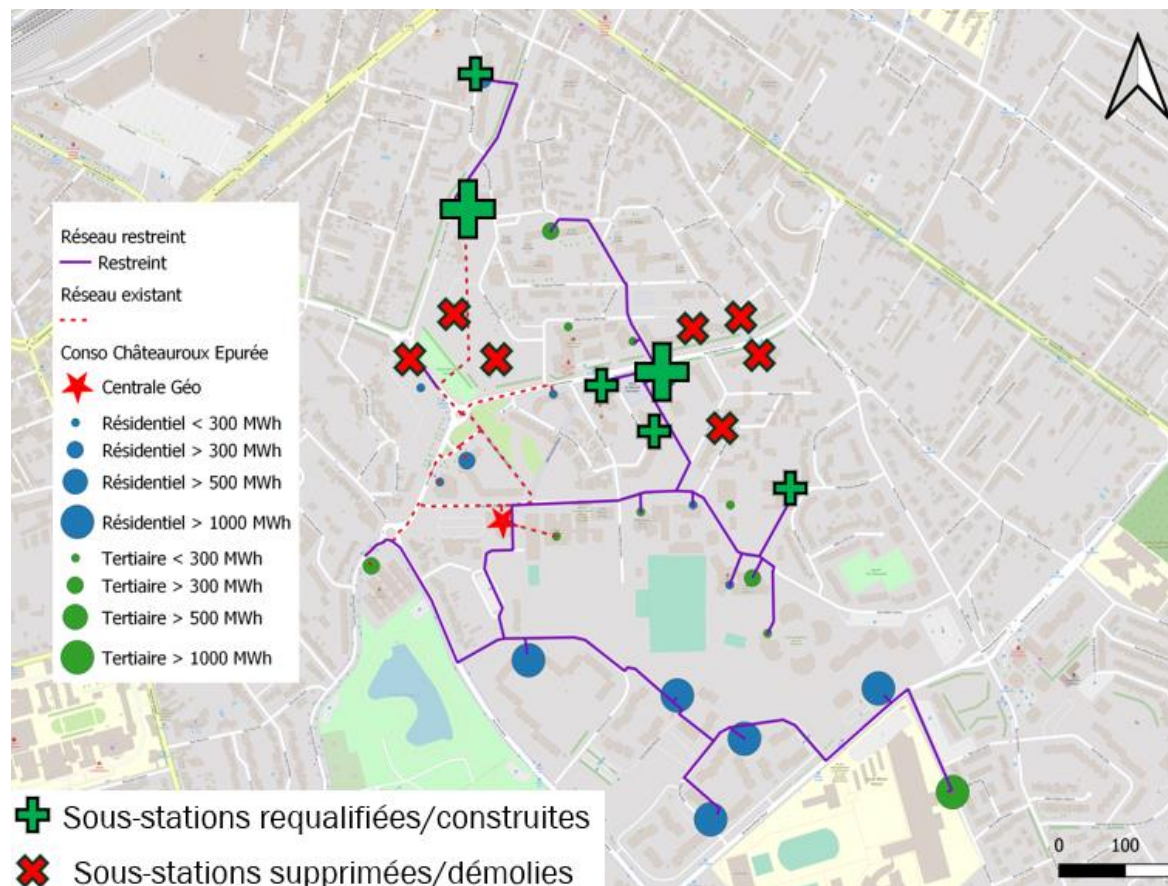 Réseau restreint
Restreint
Réseau existant
Conso Châteauroux Epurée
Centrale Géo
Résidentiel < 300 MWh
Résidentiel > 300 MWh
Résidentiel > 500 MWh
Résidentiel > 1000 MWh
Tertiaire < 300 MWh
Tertiaire > 300 MWh
Tertiaire > 500 MWh
Tertiaire > 1000 MWh
Sous-stations requalifiées/construites
Sous-stations supprimées/démolies
0 100